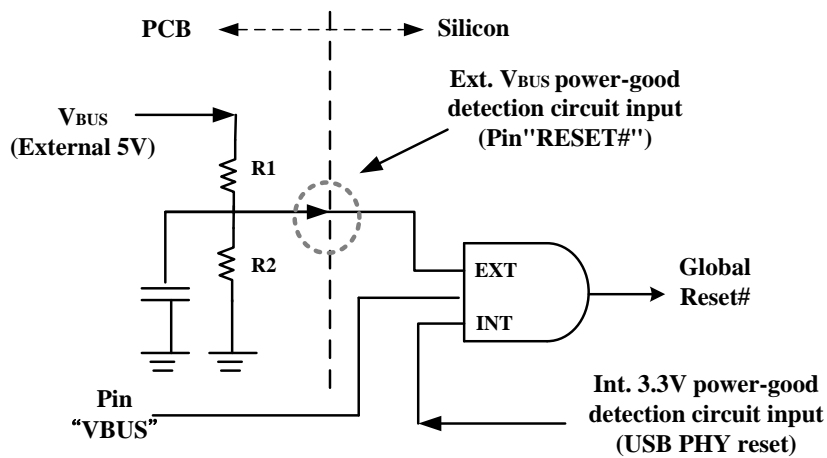 PCB
Silicon
Ext. VBUS power-good
detection circuit input
(Pin"RESET#")
VBUS
(External 5V)
R1
R2
EXT
INT
Global
Reset#
Pin
“VBUS”
Int. 3.3V power-good
detection circuit input
(USB PHY reset)